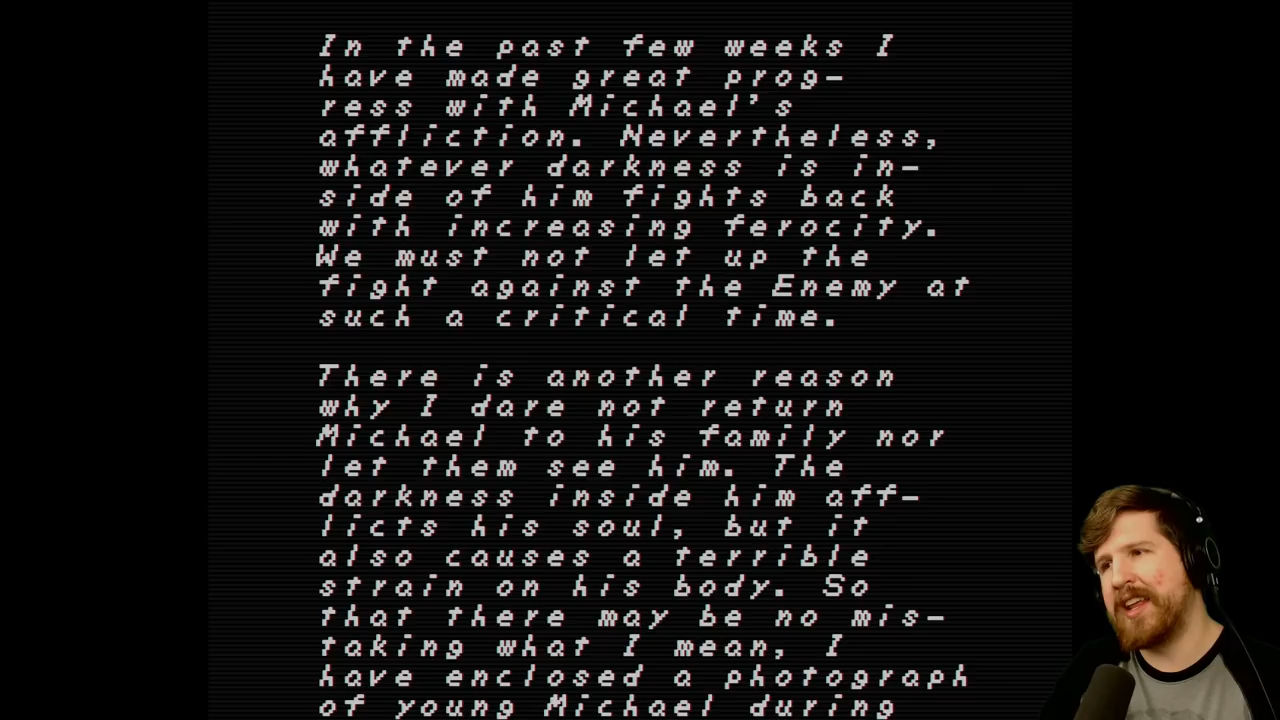 In the past few weeks I
have made great prog-
ress with Michael's
affliction. Nevertheless,
whatever darkness is in-
side of him fights back
with increasing ferocity.
We must not let up the
fight against the Enemy at
such a critical time.
There is another reason
why I dare not return
Michael to his family nor
let them see him. The
darkness inside him aff-
licts his soul, but it
also causes a terrible
strain on his body. So
that there may be no mis-
taking what I mean, I
have enclosed a photograph
of young Michael during